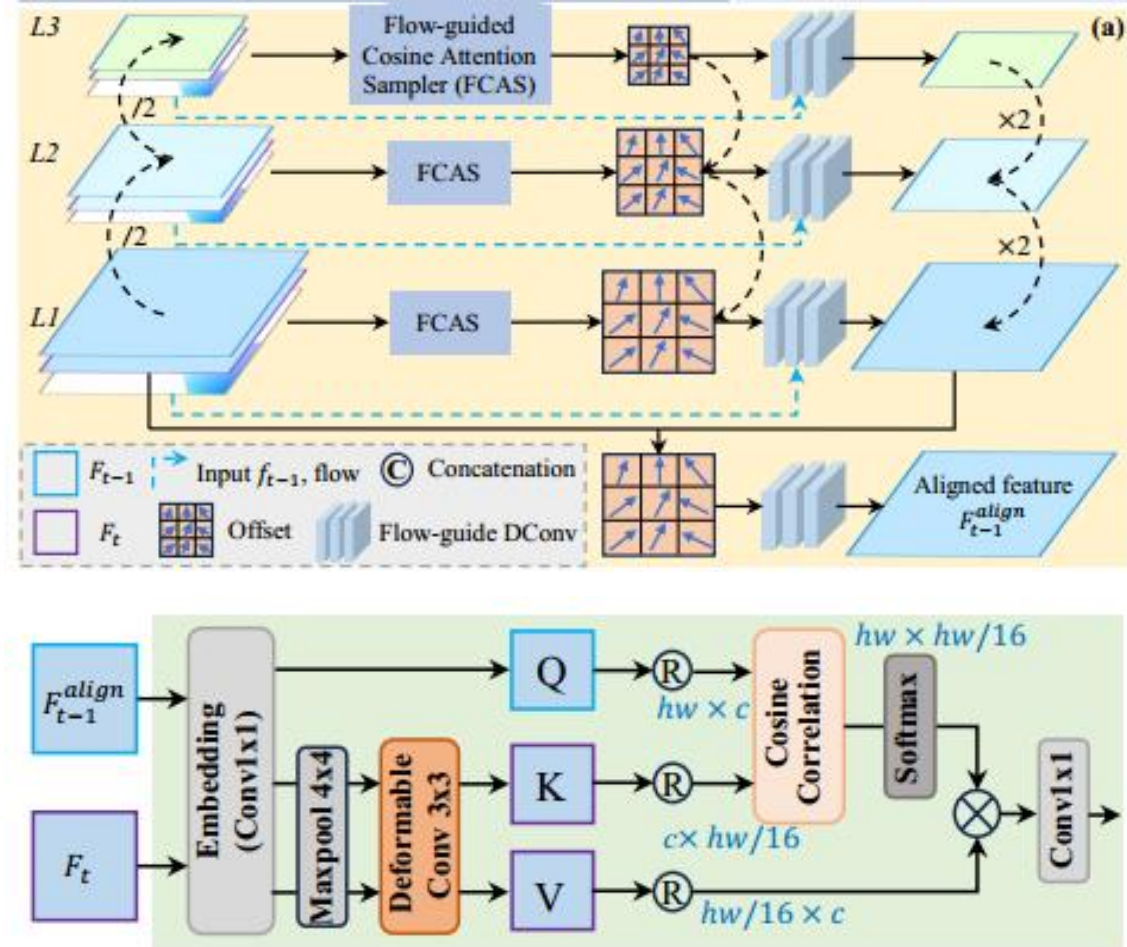 L3
Flow-guided
Cosine Attention
Sampler (FCAS)
(a)
/2
×2
L2
FCAS
/2
×2
L1
FCAS
F_{t-1}
Input f_{t-1}, flow
C Concatenation
F_t
Offset
Flow-guide DConv
Aligned feature
F_{t-1}^{align}
F_{t-1}^{align}
F_t
Embedding
(Conv1x1)
Maxpool 4x4
Deformable
Conv 3x3
Q
K
V
R
hw × c
R
c× hw/16
R
hw/16 × c
Cosine
Correlation
hw × hw/16
Softmax
Conv1x1